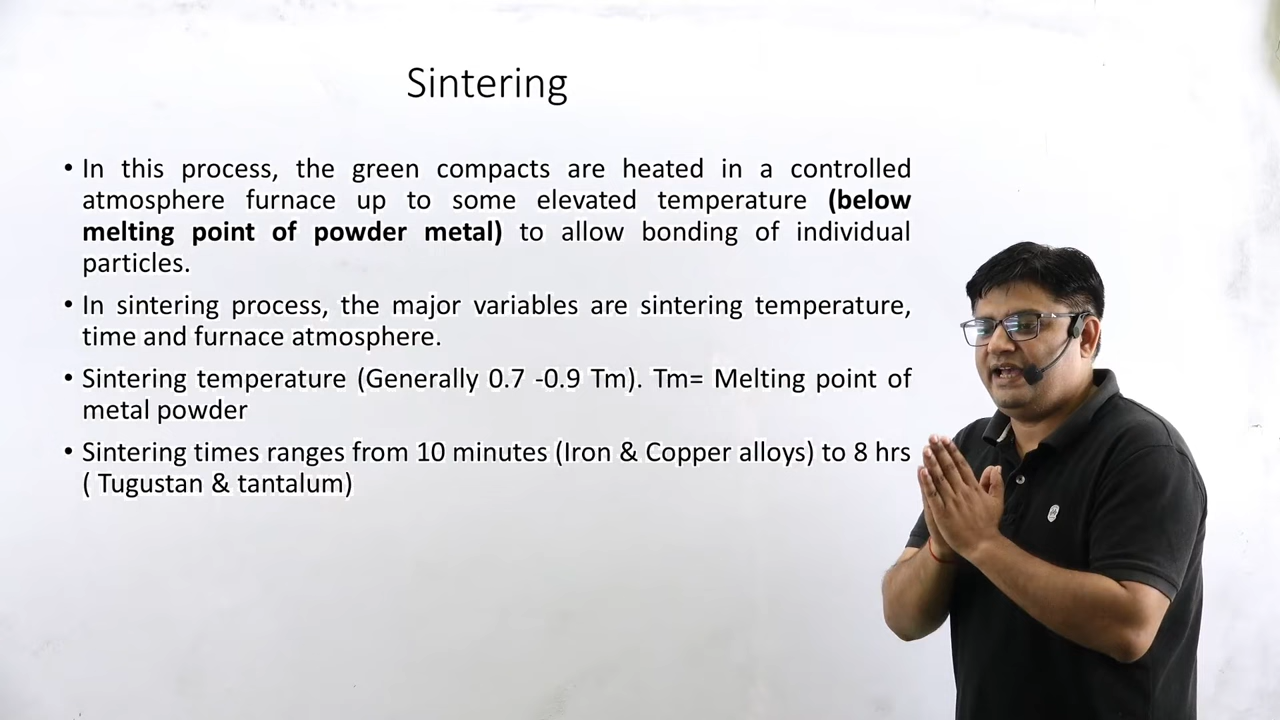 Sintering
• In this process, the green compacts are heated in a controlled
atmosphere furnace up to some elevated temperature (below
melting point of powder metal) to allow bonding of individual
particles.
• In sintering process, the major variables are sintering temperature,
time and furnace atmosphere.
• Sintering temperature (Generally 0.7 -0.9 Tm). Tm= Melting point of
metal powder
• Sintering times ranges from 10 minutes (Iron & Copper alloys) to 8 hrs
( Tugustan & tantalum)